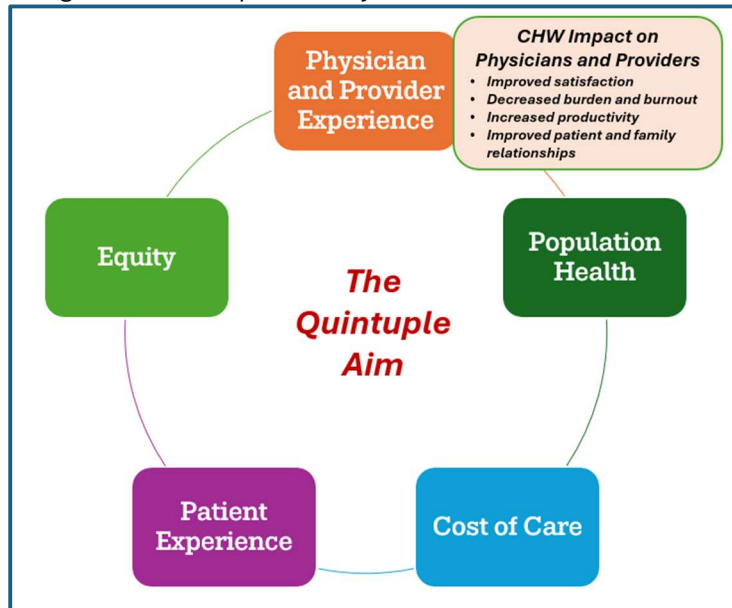 Physician
and Provider
Experience
CHW Impact on
Physicians and Providers
• Improved satisfaction
• Decreased burden and burnout
• Increased productivity
• Improved patient and family
relationships
Equity
Population
Health
The
Quintuple
Aim
Patient
Experience
Cost of Care